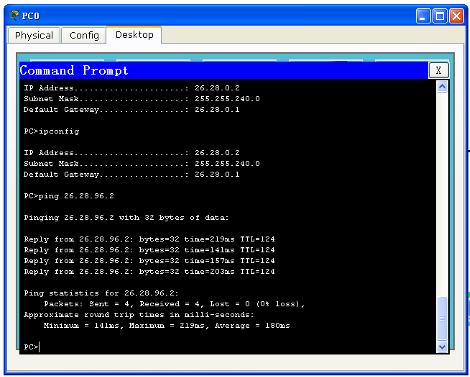 PC0
Physical Config Desktop
Command Prompt
X
IP Address......................: 26.28.0.2
Subnet Mask.....................: 255.255.240.0
Default Gateway.................: 26.28.0.1
PC>ipconfig
IP Address......................: 26.28.0.2
Subnet Mask.....................: 255.255.240.0
Default Gateway.................: 26.28.0.1
PC>ping 26.28.96.2
Pinging 26.28.96.2 with 32 bytes of data:
Reply from 26.28.96.2: bytes=32 time=219ms TTL=124
Reply from 26.28.96.2: bytes=32 time=141ms TTL=124
Reply from 26.28.96.2: bytes=32 time=157ms TTL=124
Reply from 26.28.96.2: bytes=32 time=203ms TTL=124
Ping statistics for 26.28.96.2:
Packets: Sent = 4, Received = 4, Lost = 0 (0% loss),
Approximate round trip times in milli-seconds:
Minimum = 141ms, Maximum = 219ms, Average = 180ms
PC>